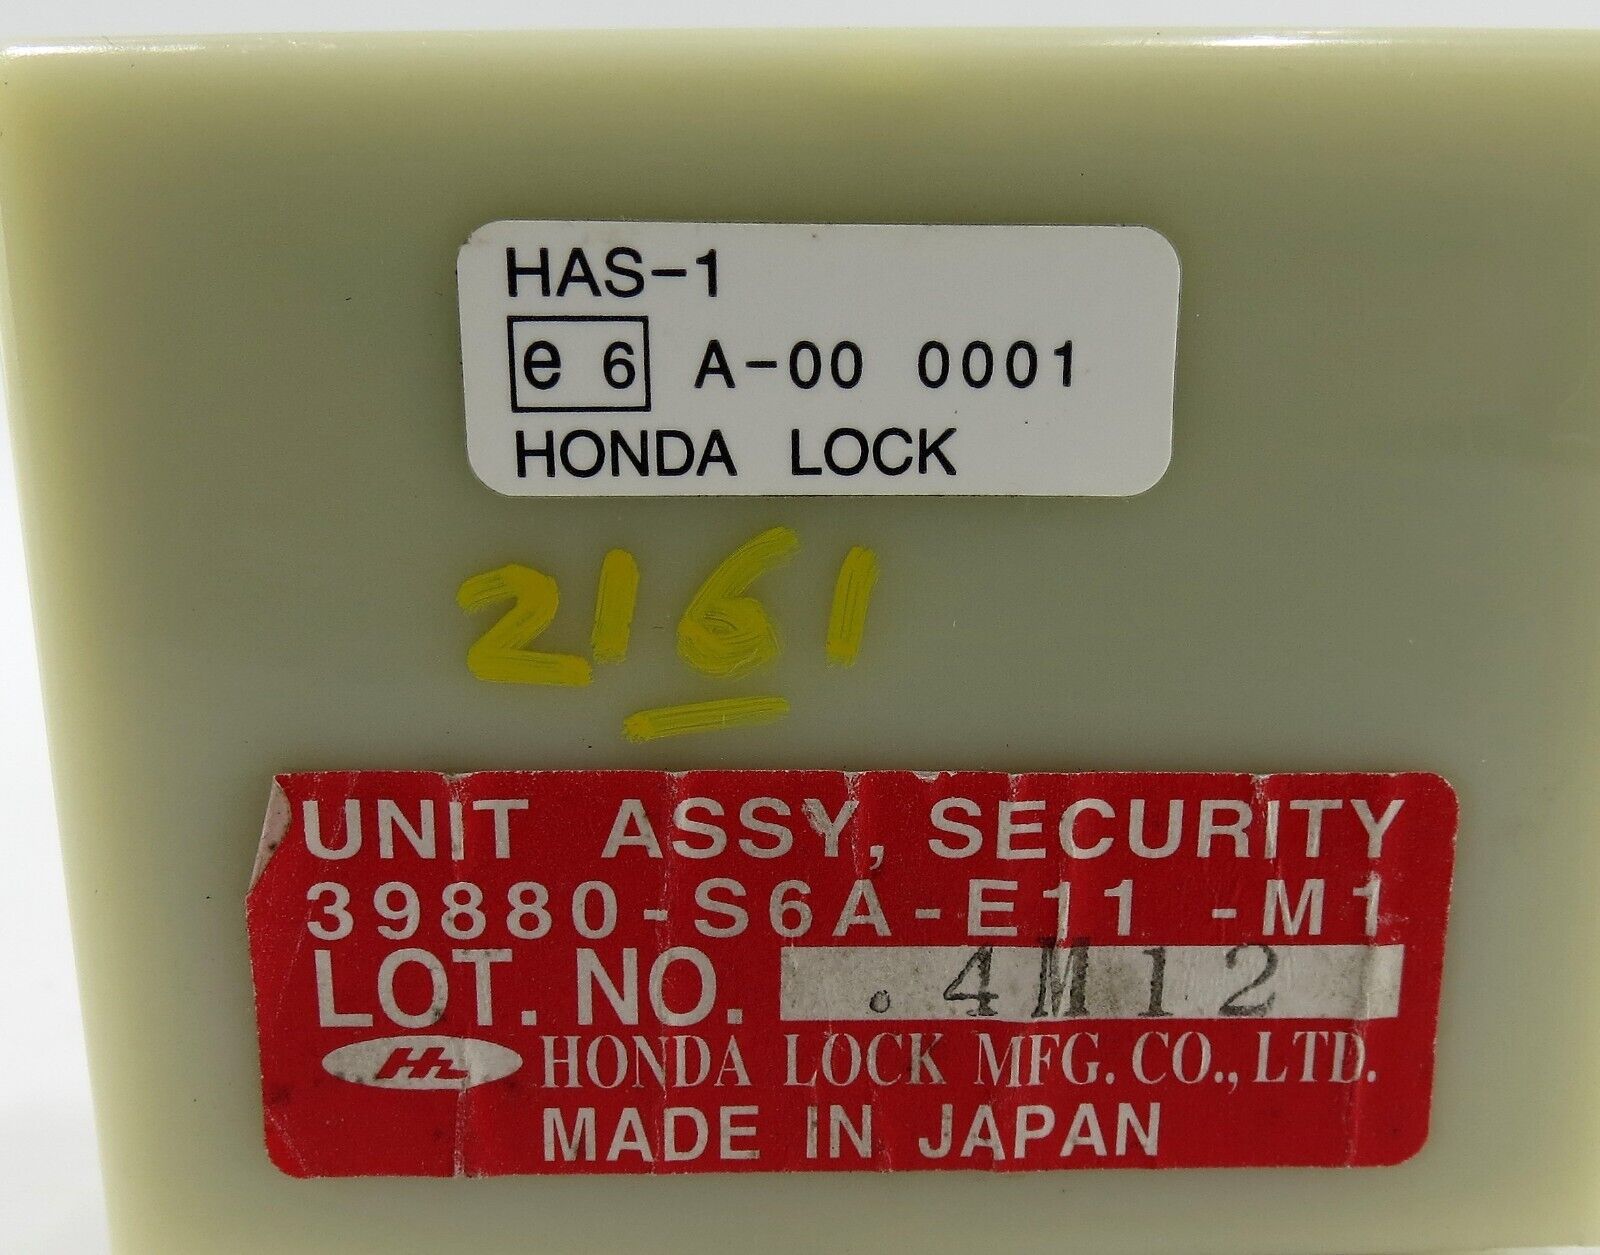 HAS-1
e 6 A-00 0001
HONDA LOCK
2161
UNIT ASSY, SECURITY
39880-S6A-E11 -M1
LOT. NO. .4M12
HONDA LOCK MFG. CO., LTD.
MADE IN JAPAN